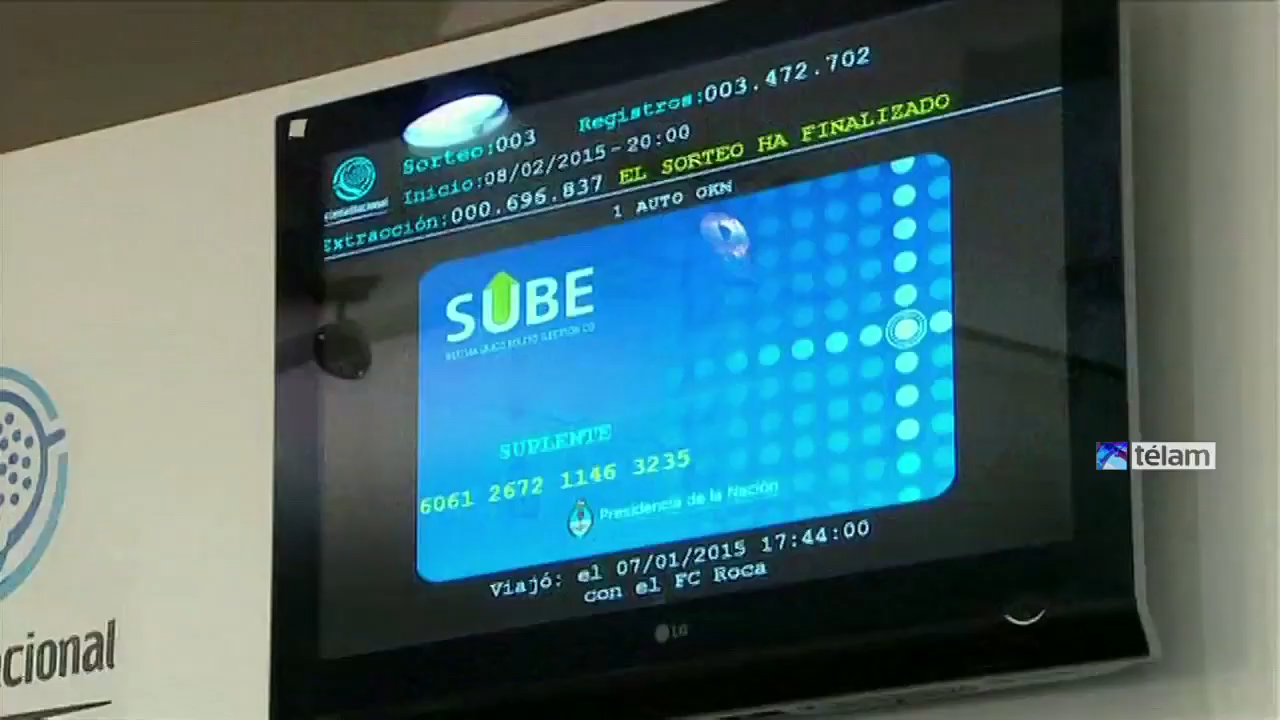 Sorteo:003 Registros:003.472.702
Inicio:08/02/2015-20:00
Extracción:000.696.837 EL SORTEO HA FINALIZADO
1 AUTO 0KM
SUBE
SUPLENTE
6061 2672 1146 3235
Presidencia de la Nación
Viajó: el 07/01/2015 17:44:00
con el FC Roca
LG
télam
cional